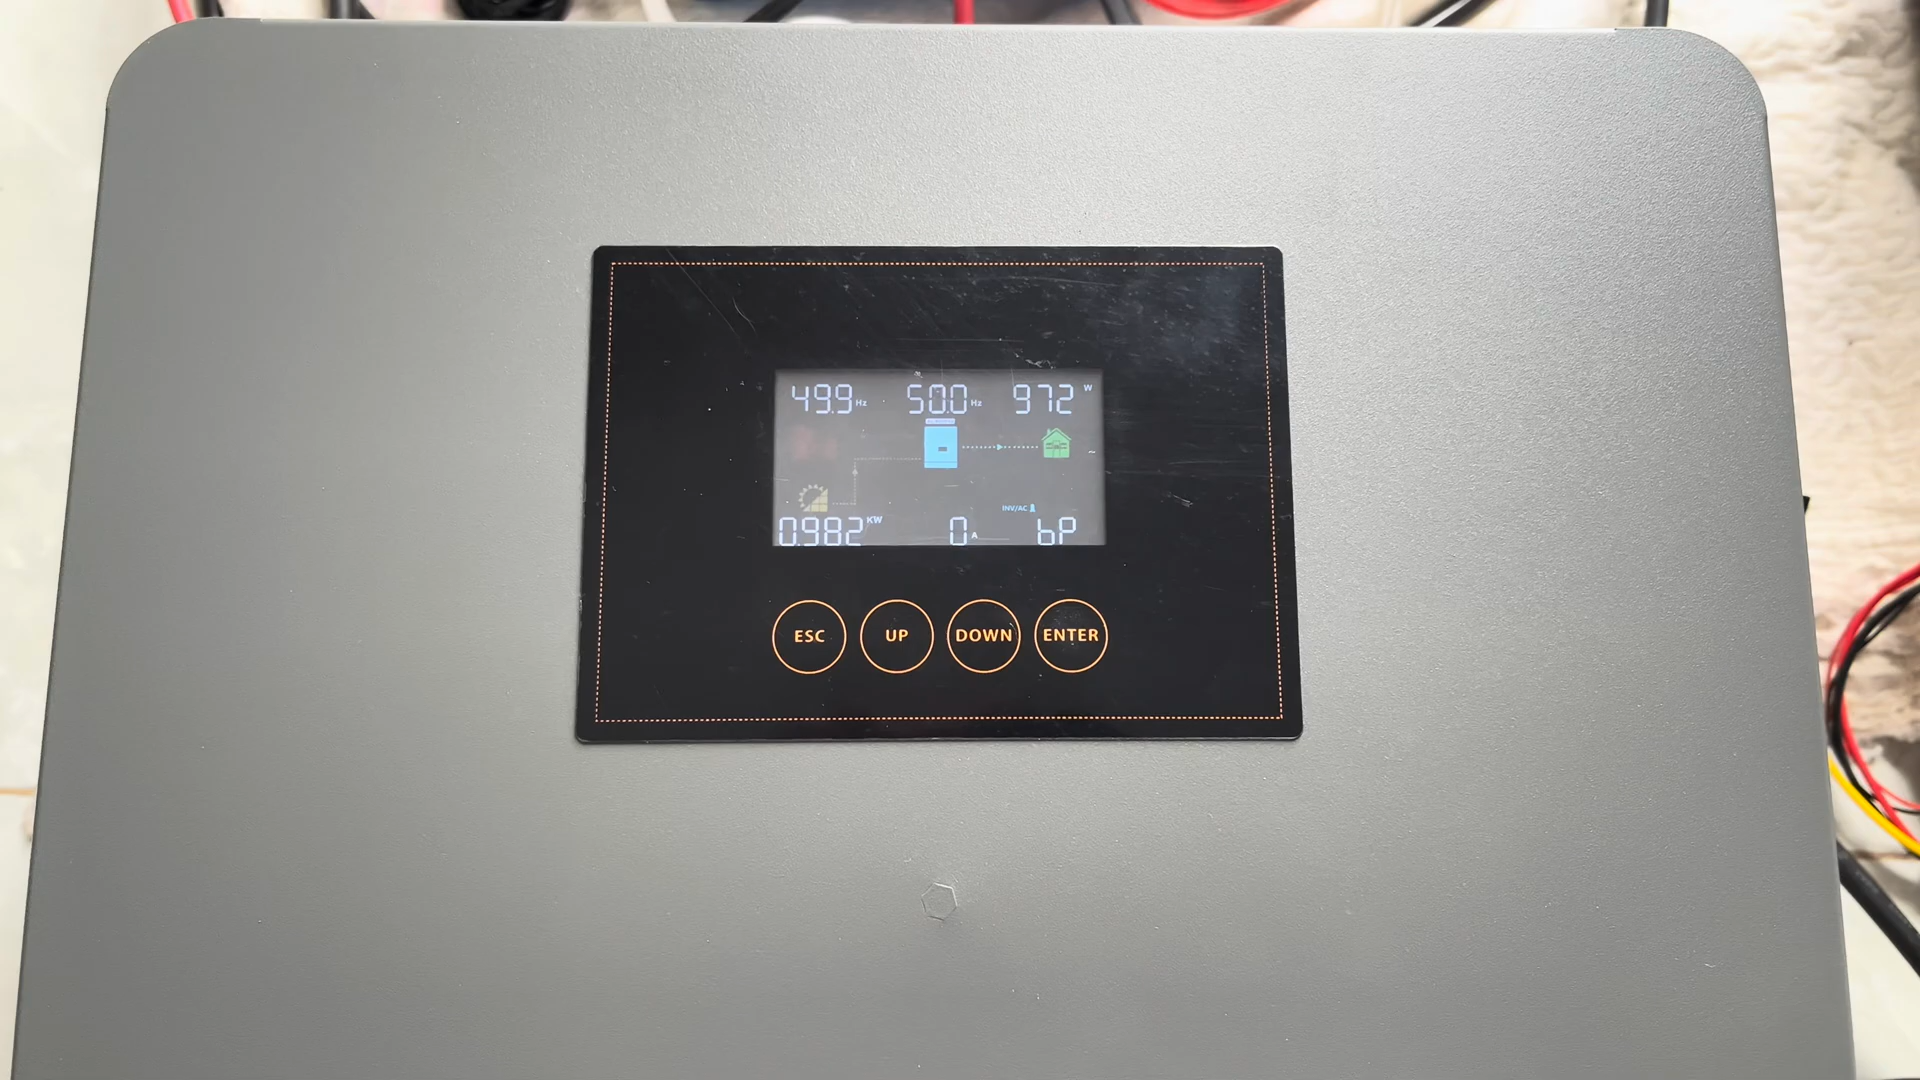 49.9 Hz 50.0 Hz 972 W
INV/AC
0.982 KW 0 A bP
ESC UP DOWN ENTER